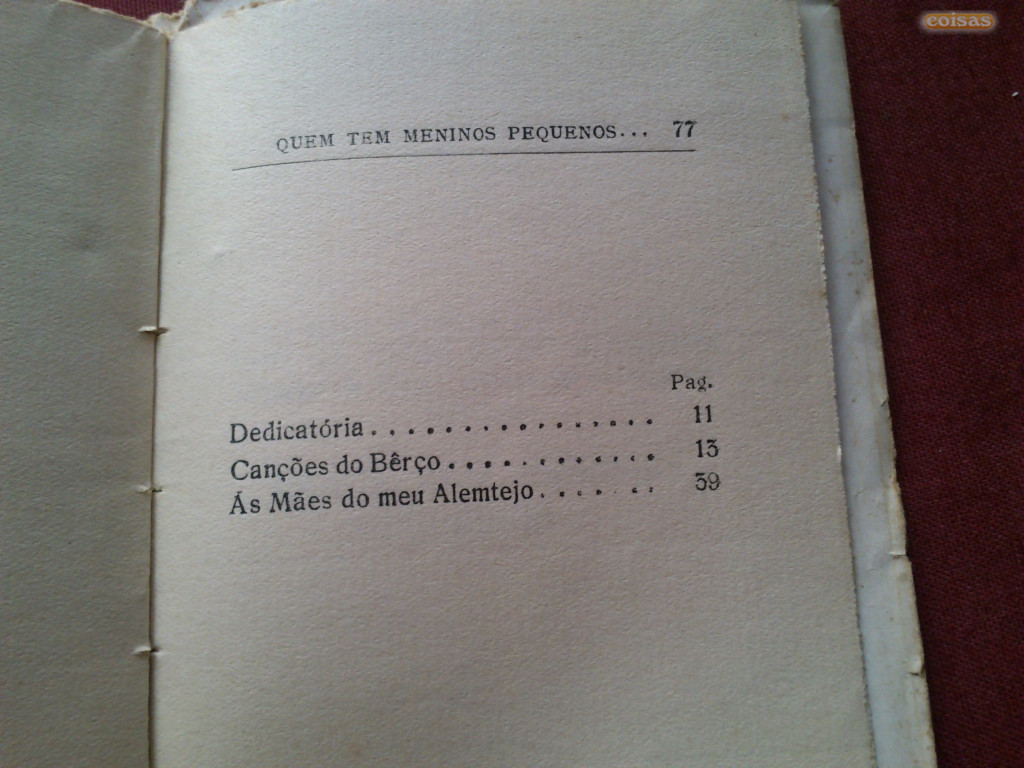 coisas
QUEM TEM MENINOS PEQUENOS... 77
Pag.
Dedicatória . . . . . . . . . . . . . . . . 11
Canções do Bêrço . . . . . . . . . . . . 13
Ás Mães do meu Alemtejo . . . . . . . 39